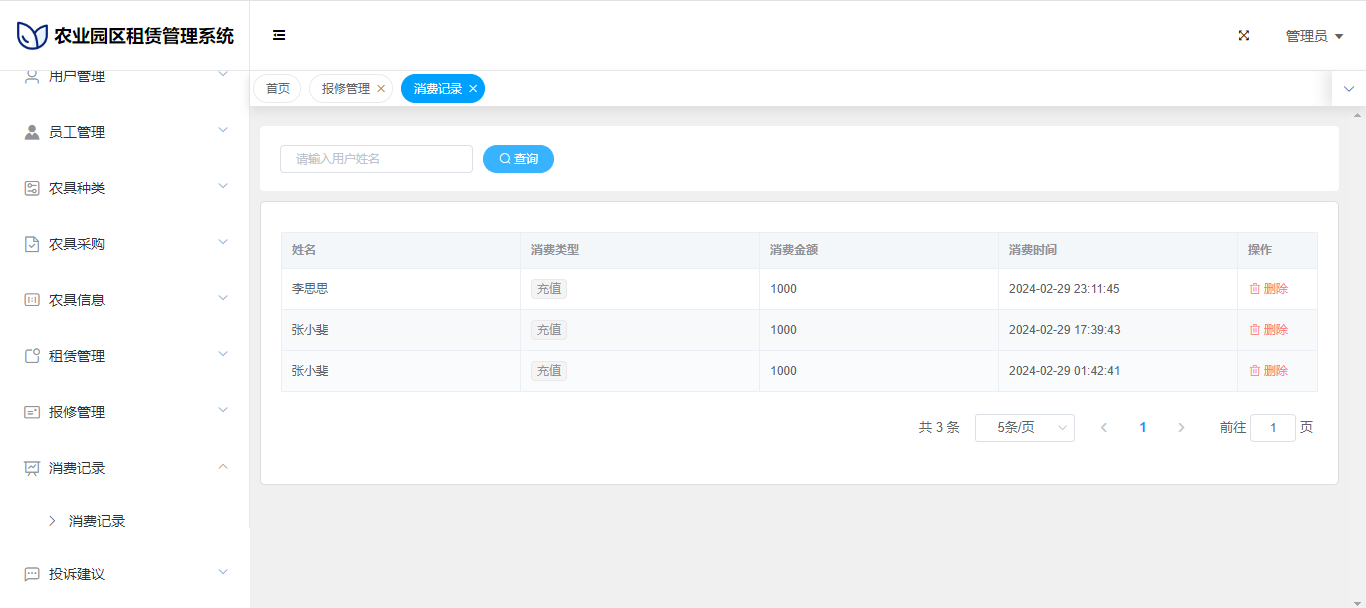 农业园区租赁管理系统
管理员
用户管理
员工管理
农具种类
农具采购
农具信息
租赁管理
报修管理
消费记录
消费记录
投诉建议
首页 报修管理 消费记录
请输入用户姓名 查询
姓名 消费类型 消费金额 消费时间 操作
李思思 充值 1000 2024-02-29 23:11:45 删除
张小斐 充值 1000 2024-02-29 17:39:43 删除
张小斐 充值 1000 2024-02-29 01:42:41 删除
共 3 条 5条/页 1 前往 1 页